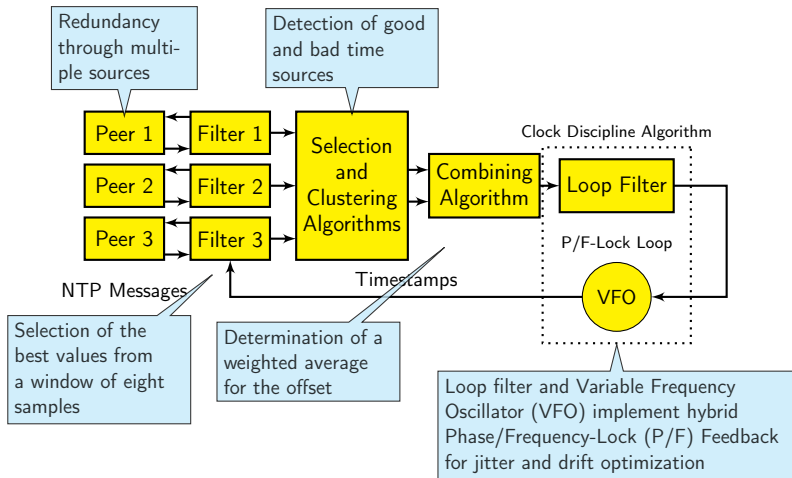 Redundancy
through multi-
ple sources
Detection of good
and bad time
sources
Peer 1
Filter 1
Peer 2
Filter 2
Peer 3
Filter 3
Selection
and
Clustering
Algorithms
Combining
Algorithm
Clock Discipline Algorithm
Loop Filter
P/F-Lock Loop
VFO
NTP Messages
Timestamps
Selection of the
best values from
a window of eight
samples
Determination of a
weighted average
for the offset
Loop filter and Variable Frequency
Oscillator (VFO) implement hybrid
Phase/Frequency-Lock (P/F) Feedback
for jitter and drift optimization